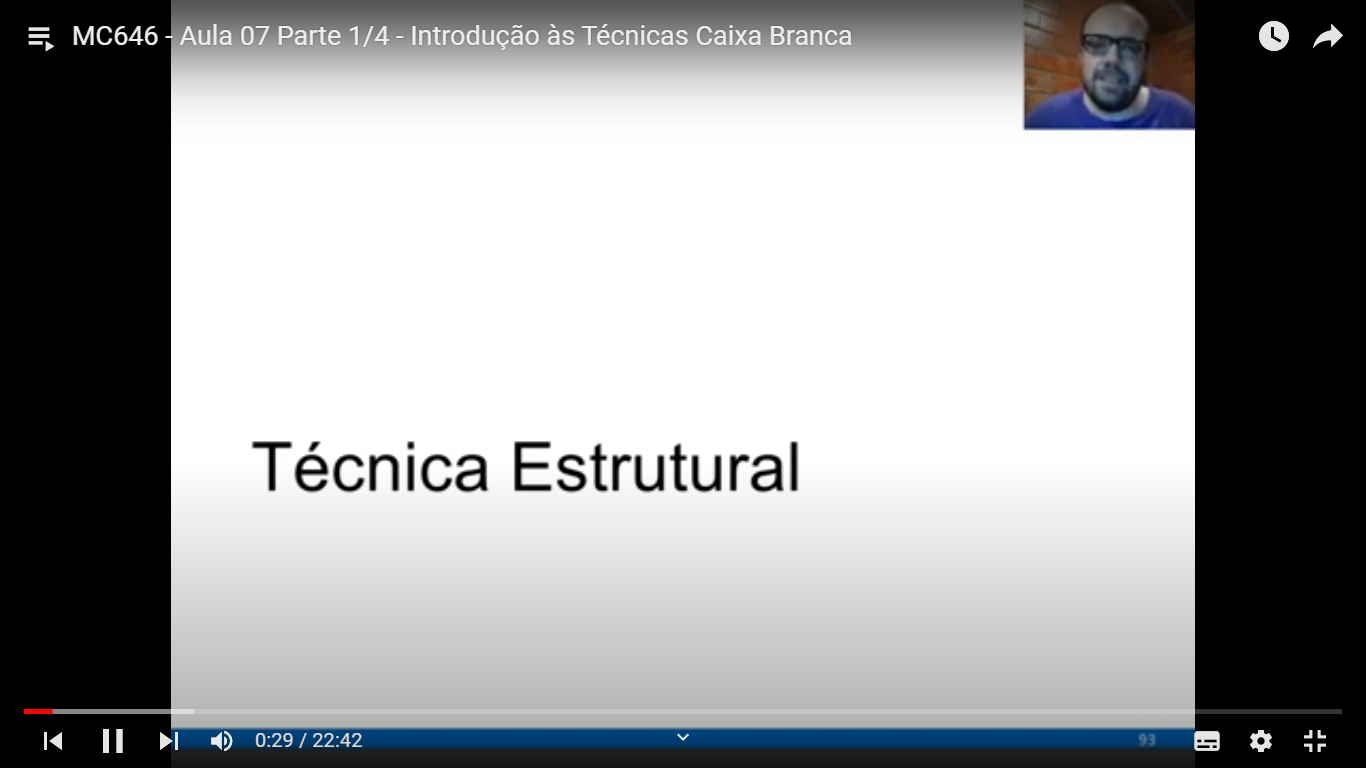 MC646 - Aula 07 Parte 1/4 - Introdução às Técnicas Caixa Branca
Técnica Estrutural
0:29 / 22:42
93